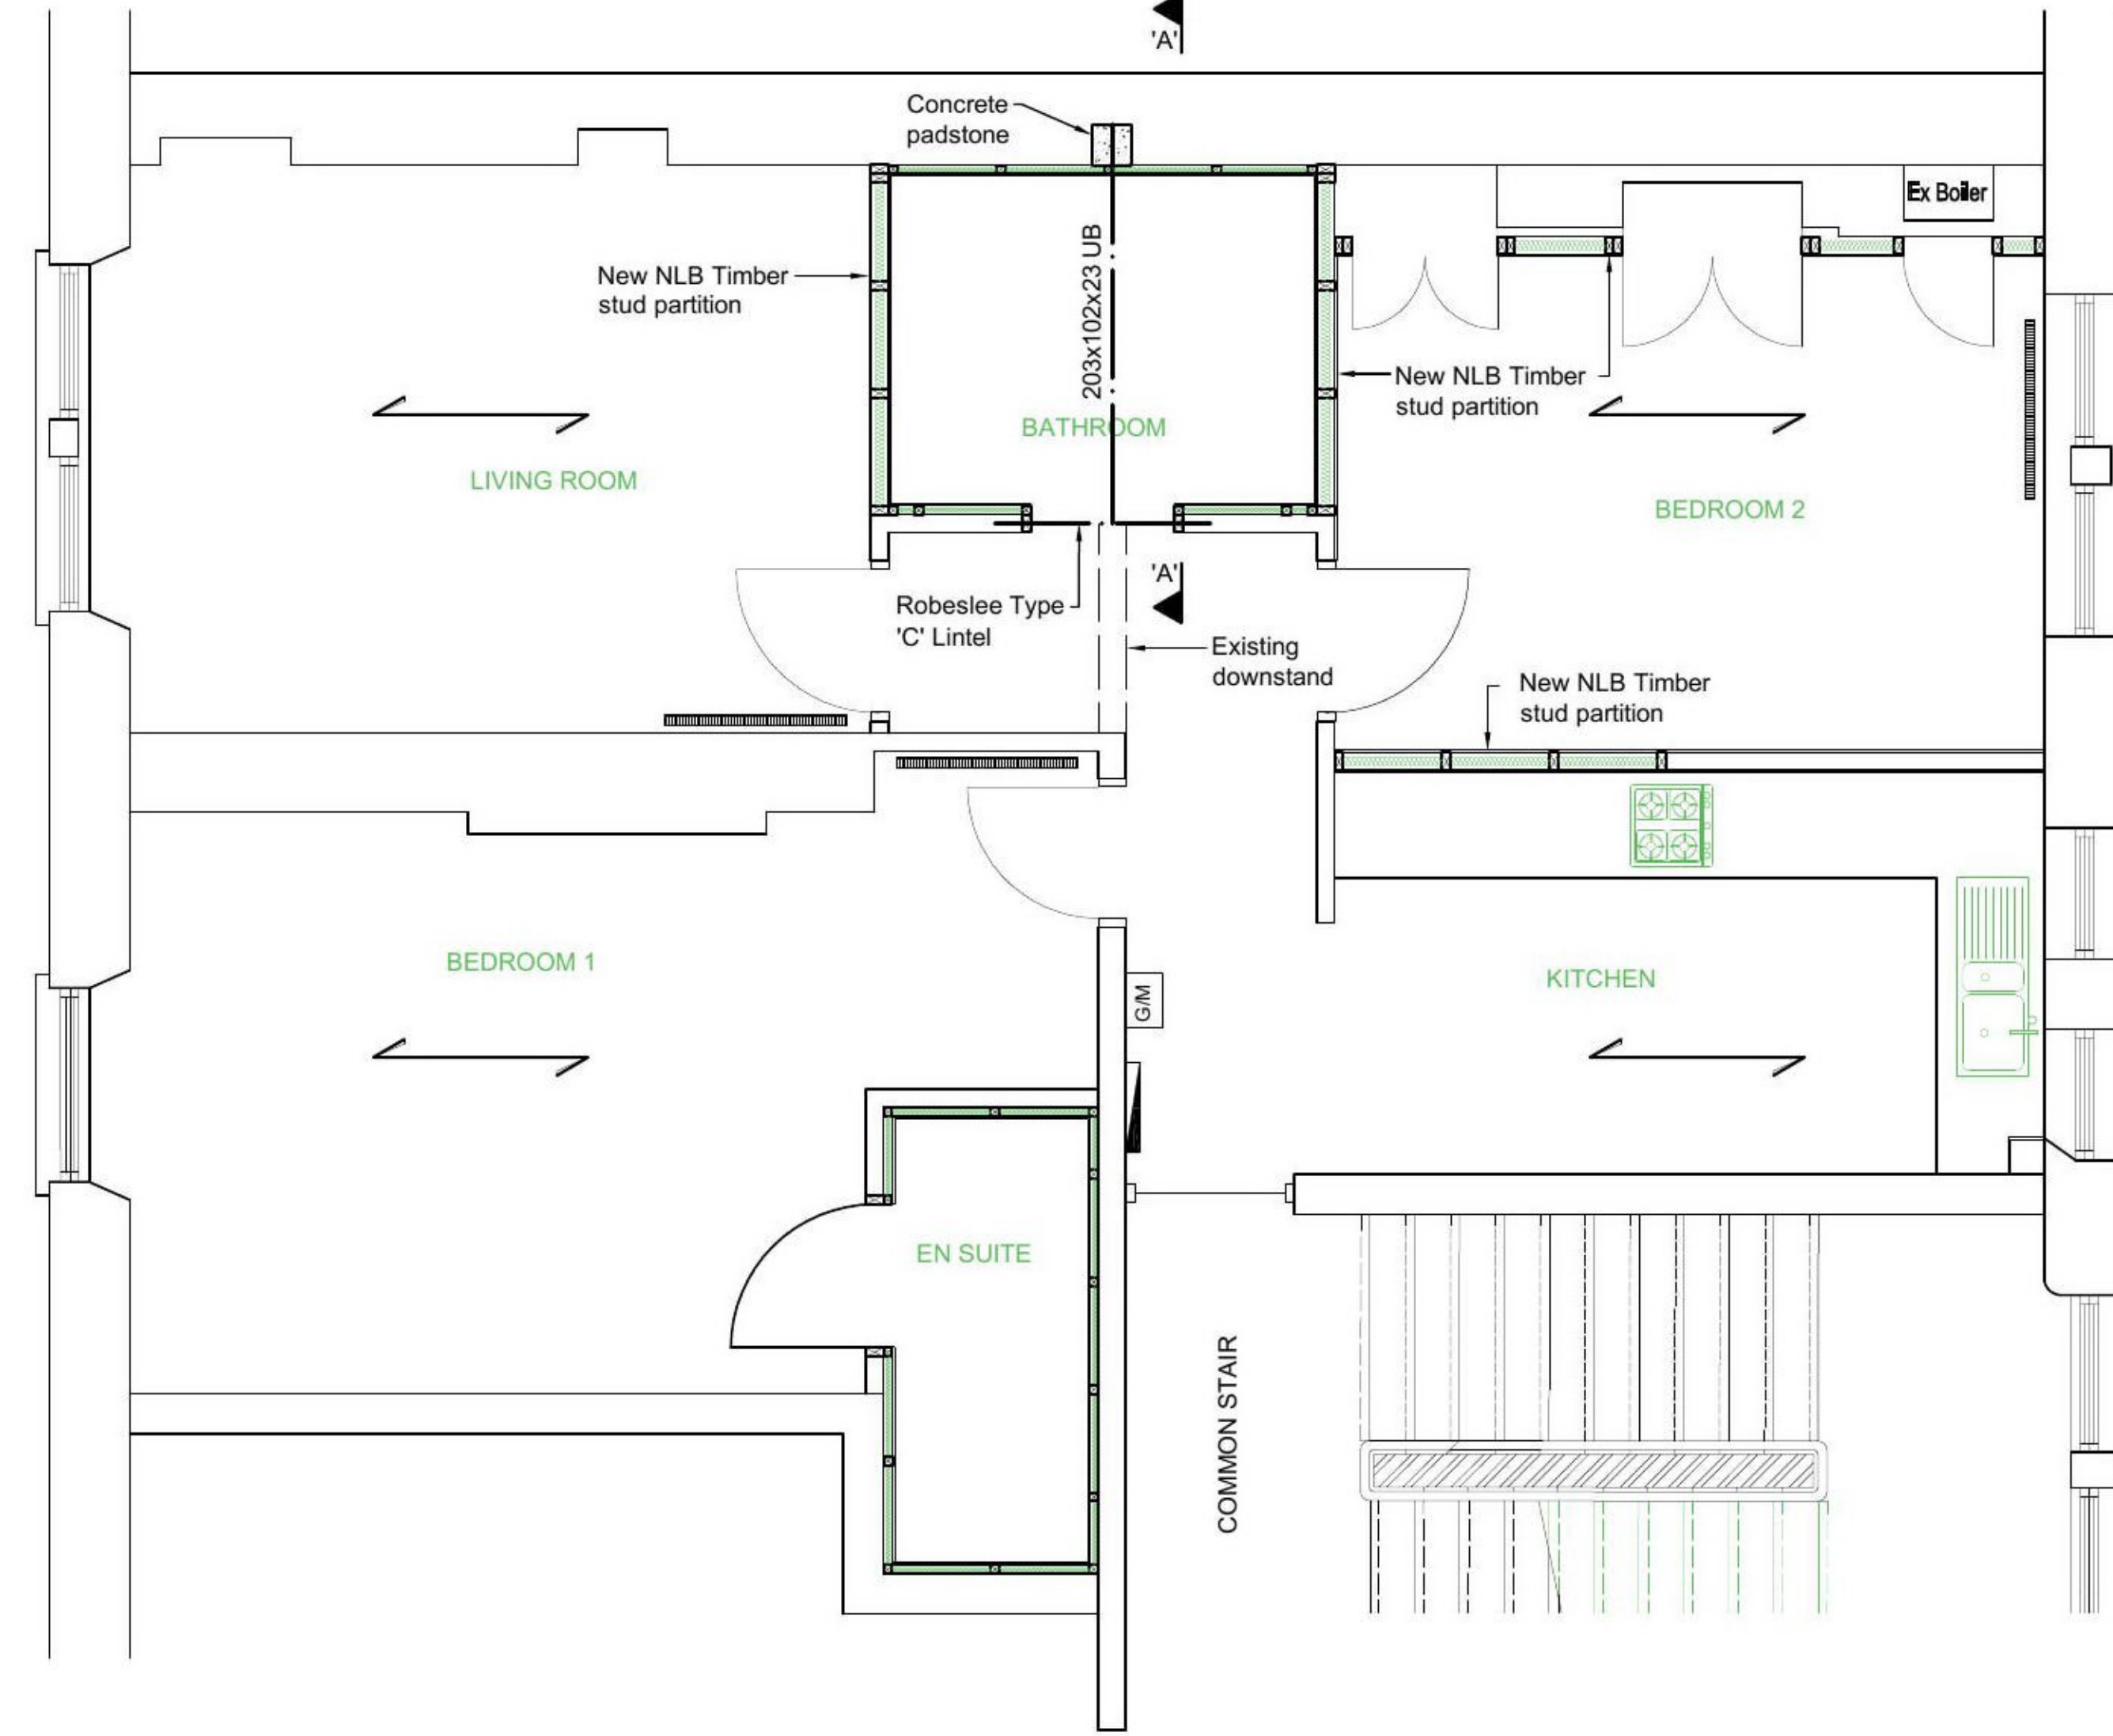 'A'
Concrete
padstone
Ex Boiler
203x102x23 UB
New NLB Timber
stud partition
New NLB Timber
stud partition
BATHROOM
LIVING ROOM
BEDROOM 2
'A'
Robeslee Type
'C' Lintel
Existing
downstand
New NLB Timber
stud partition
BEDROOM 1
KITCHEN
G/M
EN SUITE
COMMON STAIR